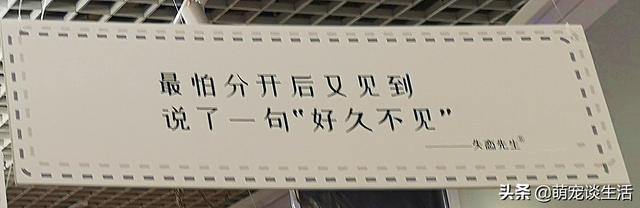 最怕分开后又见到
说了一句“好久不见”
——失恋先生®
头条 @萌宠谈生活